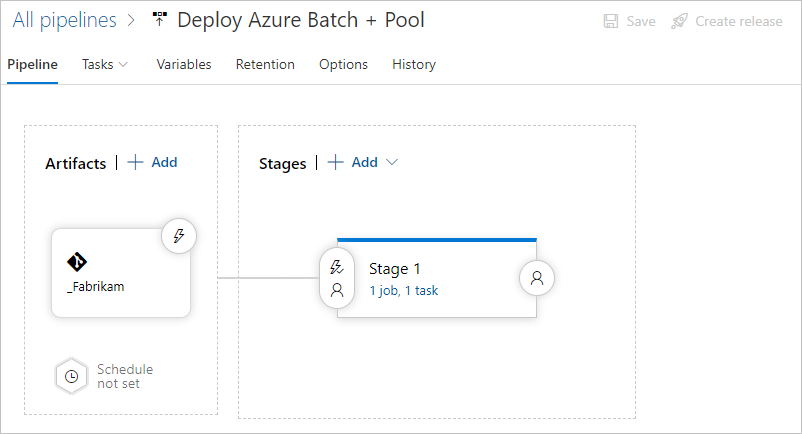 All pipelines > Deploy Azure Batch + Pool
Save Create release
Pipeline Tasks Variables Retention Options History
Artifacts | + Add
Stages | + Add
_Fabrikam
Stage 1
1 job, 1 task
Schedule
not set